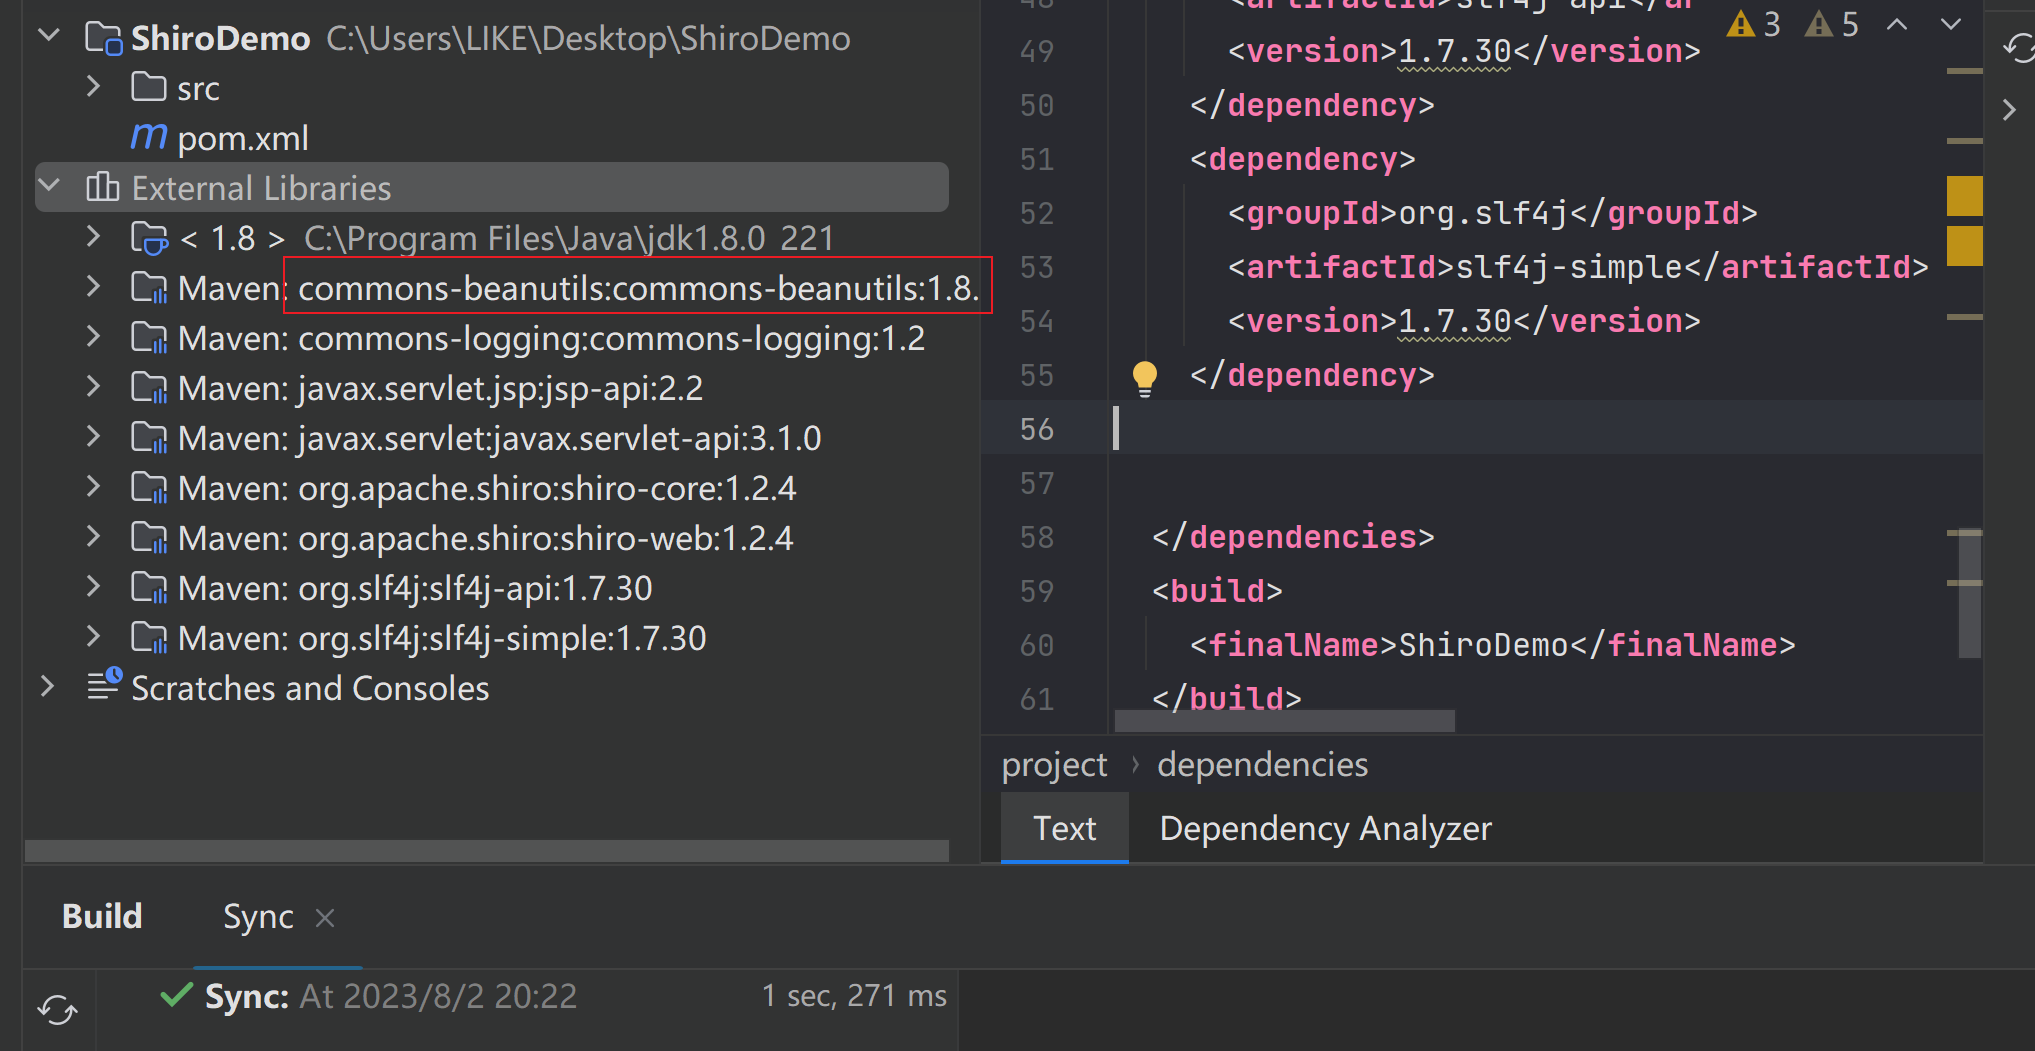 ShiroDemo C:\Users\LIKE\Desktop\ShiroDemo
src
pom.xml
External Libraries
< 1.8 > C:\Program Files\Java\jdk1.8.0_221
Maven: commons-beanutils:commons-beanutils:1.8.
Maven: commons-logging:commons-logging:1.2
Maven: javax.servlet.jsp:jsp-api:2.2
Maven: javax.servlet:javax.servlet-api:3.1.0
Maven: org.apache.shiro:shiro-core:1.2.4
Maven: org.apache.shiro:shiro-web:1.2.4
Maven: org.slf4j:slf4j-api:1.7.30
Maven: org.slf4j:slf4j-simple:1.7.30
Scratches and Consoles
48 <artifactId>slf4j-api</ar
3 5
49 <version>1.7.30</version>
50 </dependency>
51 <dependency>
52 <groupId>org.slf4j</groupId>
53 <artifactId>slf4j-simple</artifactId>
54 <version>1.7.30</version>
55 </dependency>
56
57
58 </dependencies>
59 <build>
60 <finalName>ShiroDemo</finalName>
61 </build>
project › dependencies
Text Dependency Analyzer
Build Sync ×
Sync: At 2023/8/2 20:22 1 sec, 271 ms